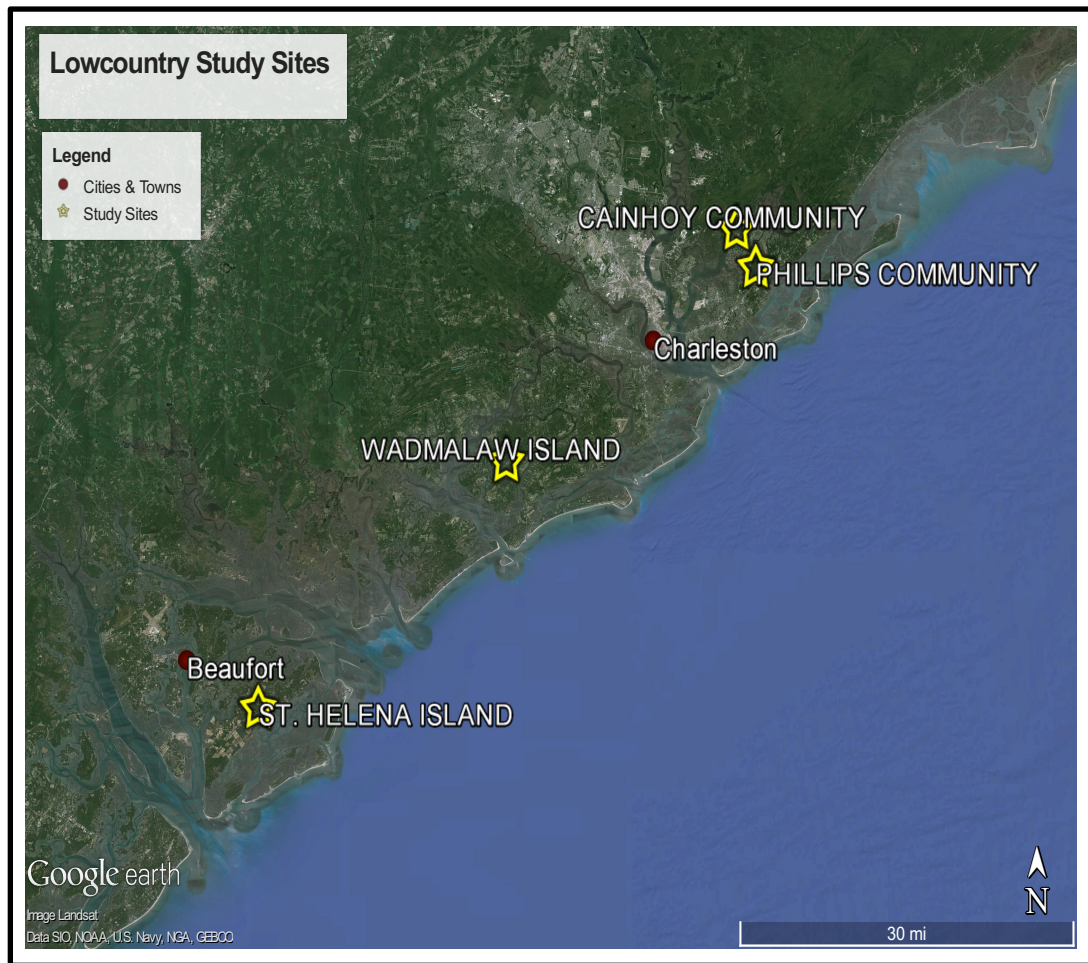 Lowcountry Study Sites
Legend
Cities & Towns
Study Sites
CAINHOY COMMUNITY
PHILLIPS COMMUNITY
Charleston
WADMALAW ISLAND
Beaufort
ST. HELENA ISLAND
Google earth
Image Landsat
Data SIO, NOAA, U.S. Navy, NGA, GEBCO
N
30 mi